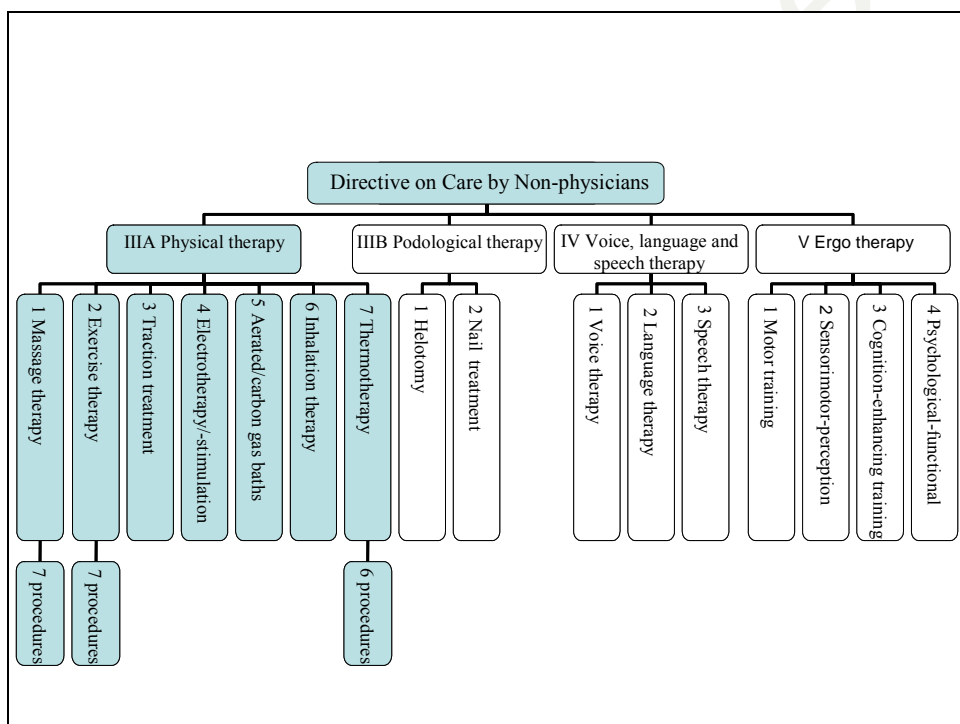 Directive on Care by Non-physicians
IIIA Physical therapy
IIIB Podological therapy
IV Voice, language and
speech therapy
V Ergo therapy
1 Massage therapy
2 Exercise therapy
3 Traction treatment
4 Electrotherapy/-stimulation
5 Aerated/carbon gas baths
6 Inhalation therapy
7 Thermotherapy
1 Helotomy
2 Nail treatment
1 Voice therapy
2 Language therapy
3 Speech therapy
1 Motor training
2 Sensorimotor-perception
3 Cognition-enhancing training
4 Psychological-functional
7 procedures
7 procedures
6 procedures